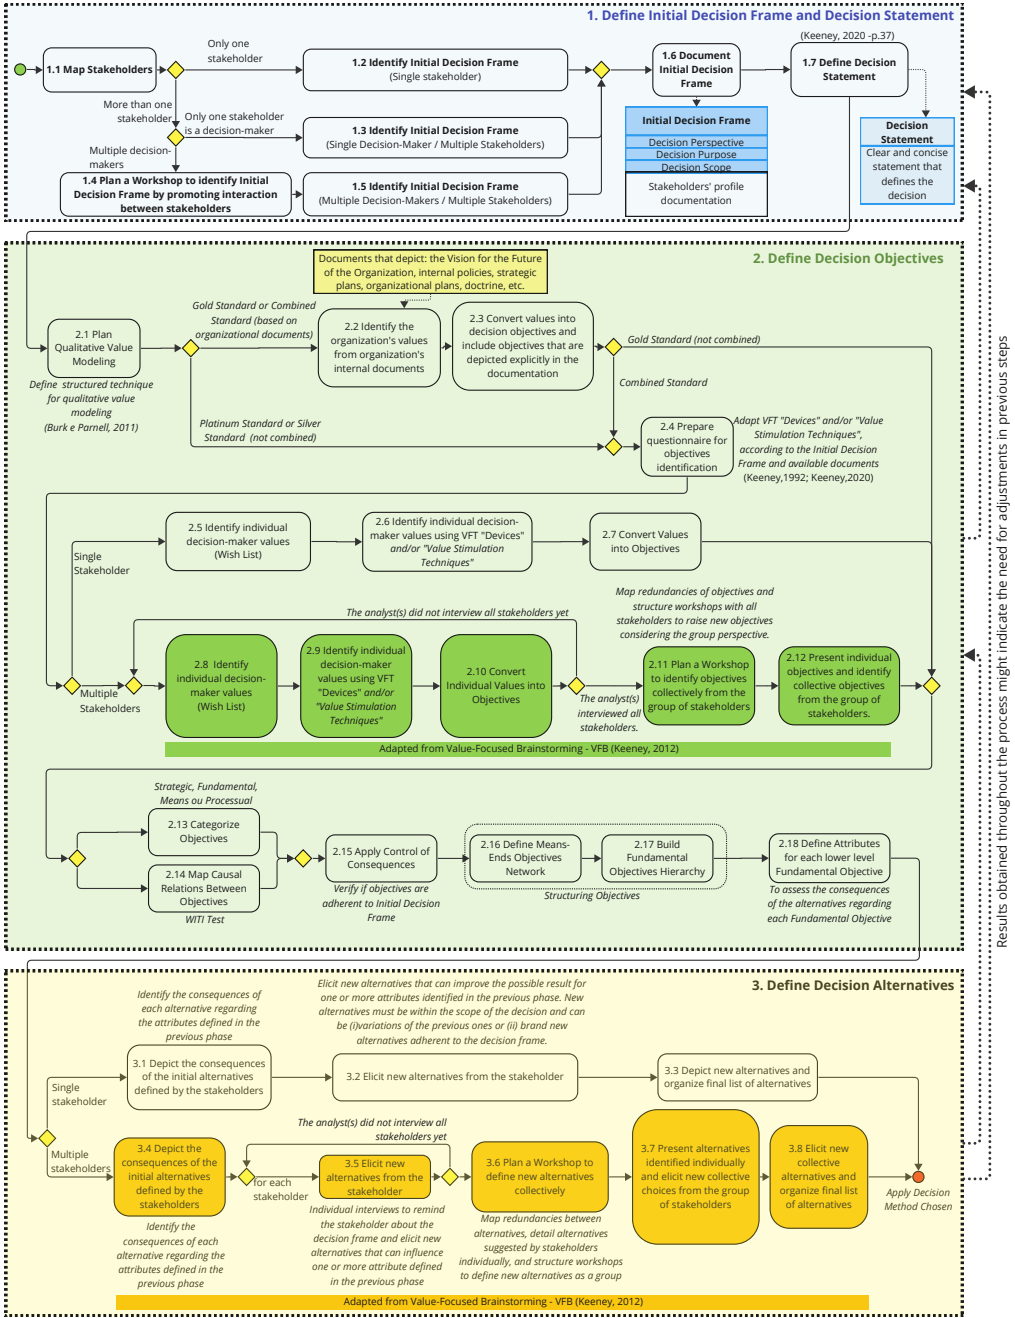 1. Define Initial Decision Frame and Decision Statement
(Keeney, 2020 -p.37)
Only one
stakeholder
1.1 Map Stakeholders
1.2 Identify Initial Decision Frame
(Single stakeholder)
1.6 Document
Initial Decision
Frame
1.7 Define Decision
Statement
More than one
stakeholder
Only one stakeholder
is a decision-maker
1.3 Identify Initial Decision Frame
(Single Decision-Maker / Multiple Stakeholders)
Initial Decision Frame
Decision Perspective
Decision Purpose
Decision Scope
Stakeholders' profile
documentation
Decision
Statement
Clear and concise
statement that
defines the
decision
Multiple decision-
makers
1.4 Plan a Workshop to identify Initial
Decision Frame by promoting interaction
between stakeholders
1.5 Identify Initial Decision Frame
(Multiple Decision-Makers / Multiple Stakeholders)
2. Define Decision Objectives
Documents that depict: the Vision for the Future
of the Organization, internal policies, strategic
plans, organizational plans, doctrine, etc.
Gold Standard or Combined
Standard (based on
organizational documents)
2.1 Plan
Qualitative Value
Modeling
Define structured technique
for qualitative value
modeling
(Burk e Parnell, 2011)
2.2 Identify the
organization's values
from organization's
internal documents
2.3 Convert values into
decision objectives and
include objectives that are
depicted explicitly in the
documentation
Gold Standard (not combined)
Combined Standard
Platinum Standard or Silver
Standard (not combined)
2.4 Prepare
questionnaire for
objectives
identification
Adapt VFT "Devices" and/or "Value
Stimulation Techniques",
according to the Initial Decision
Frame and available documents
(Keeney,1992; Keeney,2020)
Single
Stakeholder
2.5 Identify individual
decision-maker values
(Wish List)
2.6 Identify individual decision-
maker values using VFT "Devices"
and/or "Value Stimulation
Techniques"
2.7 Convert Values
into Objectives
Map redundancies of objectives and
structure workshops with all
stakeholders to raise new objectives
considering the group perspective.
The analyst(s) did not interview all stakeholders yet
Multiple
Stakeholders
2.8 Identify
individual decision-
maker values
(Wish List)
2.9 Identify individual
decision-maker
values using VFT
"Devices" and/or
"Value Stimulation
Techniques"
2.10 Convert
Individual Values into
Objectives
The analyst(s)
interviewed all
stakeholders.
2.11 Plan a Workshop
to identify objectives
collectively from the
group of stakeholders
2.12 Present individual
objectives and identify
collective objectives
from the group of
stakeholders.
Adapted from Value-Focused Brainstorming - VFB (Keeney, 2012)
Strategic, Fundamental,
Means ou Processual
2.13 Categorize
Objectives
2.14 Map Causal
Relations Between
Objectives
WITI Test
2.15 Apply Control of
Consequences
Verify if objectives are
adherent to Initial Decision
Frame
2.16 Define Means-
Ends Objectives
Network
2.17 Build
Fundamental
Objectives Hierarchy
Structuring Objectives
2.18 Define Attributes
for each lower level
Fundamental Objective
To assess the consequences
of the alternatives regarding
each Fundamental Objective
3. Define Decision Alternatives
Identify the consequences of
each alternative regarding
the attributes defined in the
previous phase
Elicit new alternatives that can improve the possible result for
one or more attributes identified in the previous phase. New
alternatives must be within the scope of the decision and can
be (i)variations of the previous ones or (ii) brand new
alternatives adherent to the decision frame.
Single
stakeholder
3.1 Depict the consequences
of the initial alternatives
defined by the stakeholders
3.2 Elicit new alternatives from the stakeholder
3.3 Depict new alternatives and
organize final list of alternatives
The analyst(s) did not interview all
stakeholders yet
Multiple
stakeholders
3.4 Depict the
consequences of the
initial alternatives
defined by the
stakeholders
for each
stakeholder
3.5 Elicit new
alternatives from the
stakeholder
3.6 Plan a Workshop to
define new alternatives
collectively
3.7 Present alternatives
identified individually
and elicit new collective
choices from the group
of stakeholders
3.8 Elicit new
collective
alternatives and
organize final list
of alternatives
Apply Decision
Method Chosen
Identify the
consequences of each
alternative regarding the
attributes defined in the
previous phase
Individual interviews to remind
the stakeholder about the
decision frame and elicit new
alternatives that can influence
one or more attribute defined
in the previous phase
Map redundancies between
alternatives, detail alternatives
suggested by stakeholders
individually, and structure workshops
to define new alternatives as a group
Adapted from Value-Focused Brainstorming - VFB (Keeney, 2012)
Results obtained throughout the process might indicate the need for adjustments in previous steps